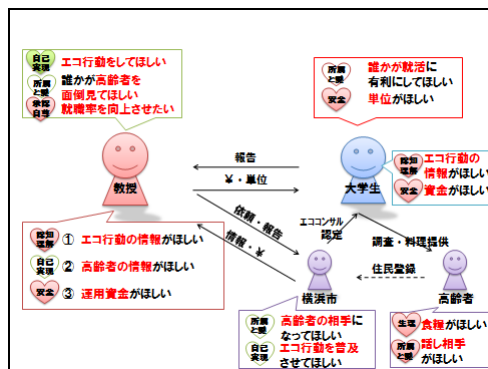 自己実現 エコ行動をしてほしい
所属と愛 誰かが高齢者を
面倒見てほしい
承認自尊 就職率を向上させたい
所属と愛 誰かが就活に
有利にしてほしい
安全 単位がほしい
報告
¥・単位
教授
大学生
認知理解 エコ行動の
情報がほしい
安全 資金がほしい
依頼・報告
情報・¥
エココンサル
認定
調査・料理提供
住民登録
横浜市
高齢者
認知理解 ① エコ行動の情報がほしい
自己実現 ② 高齢者の情報がほしい
安全 ③ 運用資金がほしい
所属と愛 高齢者の相手に
なってほしい
自己実現 エコ行動を普及
させてほしい
生理 食糧がほしい
所属と愛 話し相手
がほしい